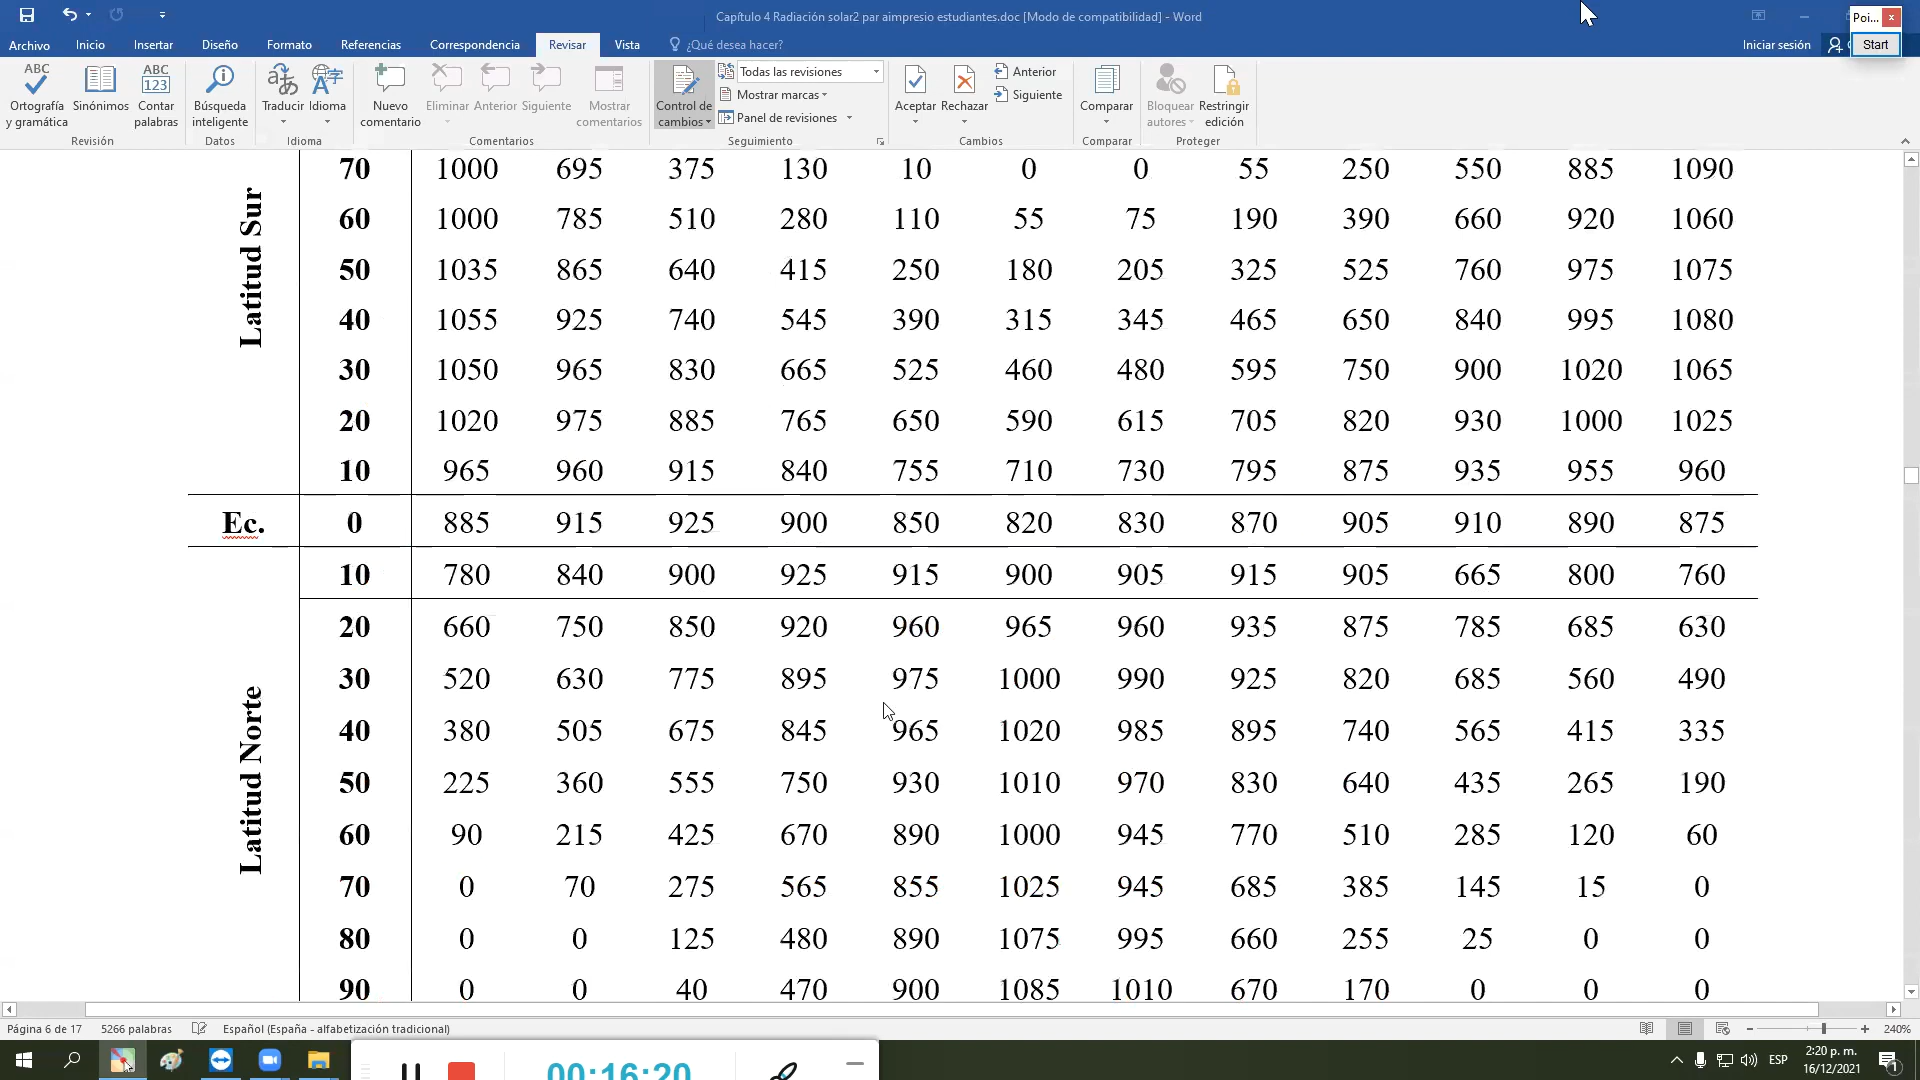 Capítulo 4 Radiación solar2 par aimpresio estudiantes.doc [Modo de compatibilidad] - Word
Poi... x
Archivo Inicio Insertar Diseño Formato Referencias Correspondencia Revisar Vista ¿Qué desea hacer? Iniciar sesión Start
Ortografía y gramática
Sinónimos
Contar palabras
Búsqueda inteligente
Traducir
Idioma
Nuevo comentario
Eliminar
Anterior
Siguiente
Mostrar comentarios
Control de cambios
Todas las revisiones
Mostrar marcas
Panel de revisiones
Aceptar
Rechazar
Anterior
Siguiente
Comparar
Bloquear autores
Restringir edición
Revisión Datos Idioma Comentarios Seguimiento Cambios Comparar Proteger
Latitud Sur
70 1000 695 375 130 10 0 0 55 250 550 885 1090
60 1000 785 510 280 110 55 75 190 390 660 920 1060
50 1035 865 640 415 250 180 205 325 525 760 975 1075
40 1055 925 740 545 390 315 345 465 650 840 995 1080
30 1050 965 830 665 525 460 480 595 750 900 1020 1065
20 1020 975 885 765 650 590 615 705 820 930 1000 1025
10 965 960 915 840 755 710 730 795 875 935 955 960
Ec. 0 885 915 925 900 850 820 830 870 905 910 890 875
Latitud Norte
10 780 840 900 925 915 900 905 915 905 665 800 760
20 660 750 850 920 960 965 960 935 875 785 685 630
30 520 630 775 895 975 1000 990 925 820 685 560 490
40 380 505 675 845 965 1020 985 895 740 565 415 335
50 225 360 555 750 930 1010 970 830 640 435 265 190
60 90 215 425 670 890 1000 945 770 510 285 120 60
70 0 70 275 565 855 1025 945 685 385 145 15 0
80 0 0 125 480 890 1075 995 660 255 25 0 0
90 0 0 40 470 900 1085 1010 670 170 0 0 0
Página 6 de 17 5266 palabras Español (España - alfabetización tradicional) 240%
00:16:20
ESP
2:20 p. m.
16/12/2021